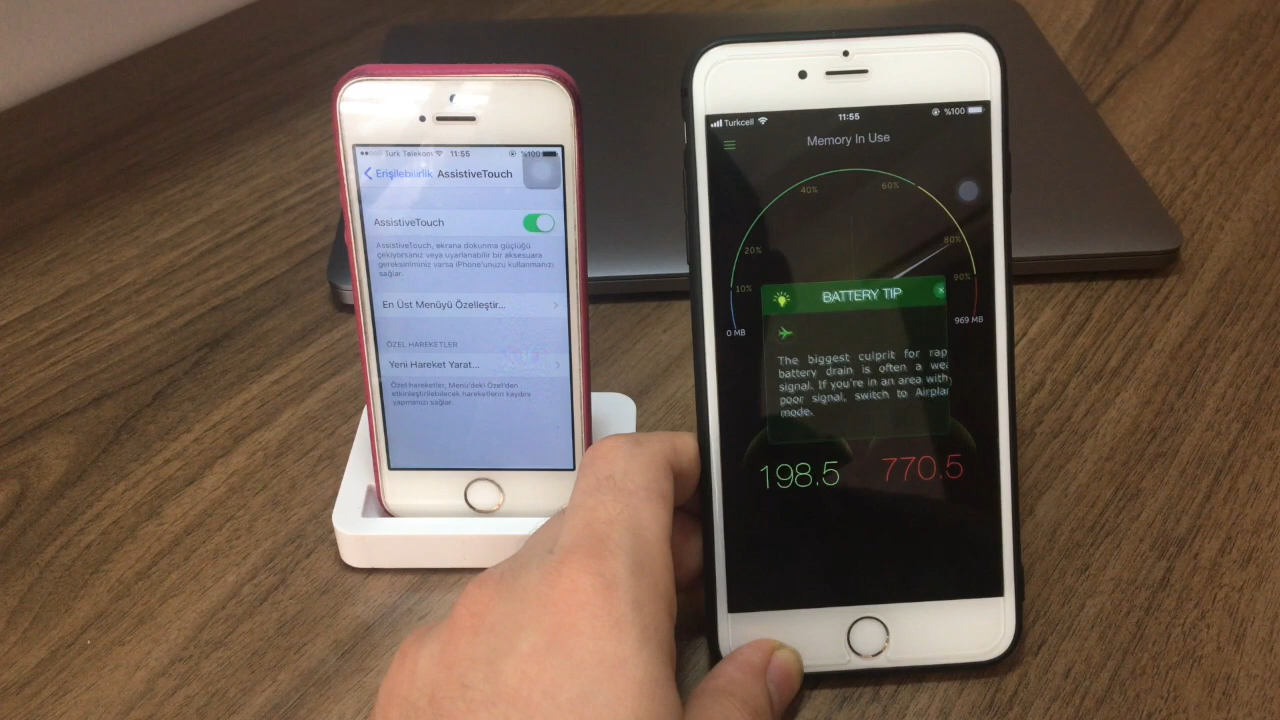 Turk Telekom 11:55 %100
Erişilebilirlik AssistiveTouch
AssistiveTouch
AssistiveTouch, ekrana dokunma güçlüğü
çekiyorsanız veya uyarlanabilir bir aksesuara
gereksiniminiz varsa iPhone'unuzu kullanmanızı
sağlar.
En Üst Menüyü Özelleştir...
ÖZEL HAREKETLER
Yeni Hareket Yarat...
Özel hareketler, Menü'deki Özel'den
etkinleştirilebilecek hareketlerin kaydını
yapmanızı sağlar.
Turkcell 11:55 %100
Memory In Use
40% 60%
20% 80%
10% 90%
0 MB 969 MB
BATTERY TIP
The biggest culprit for rap
battery drain is often a wea
signal. If you're in an area with
poor signal, switch to Airplan
mode.
198.5 770.5